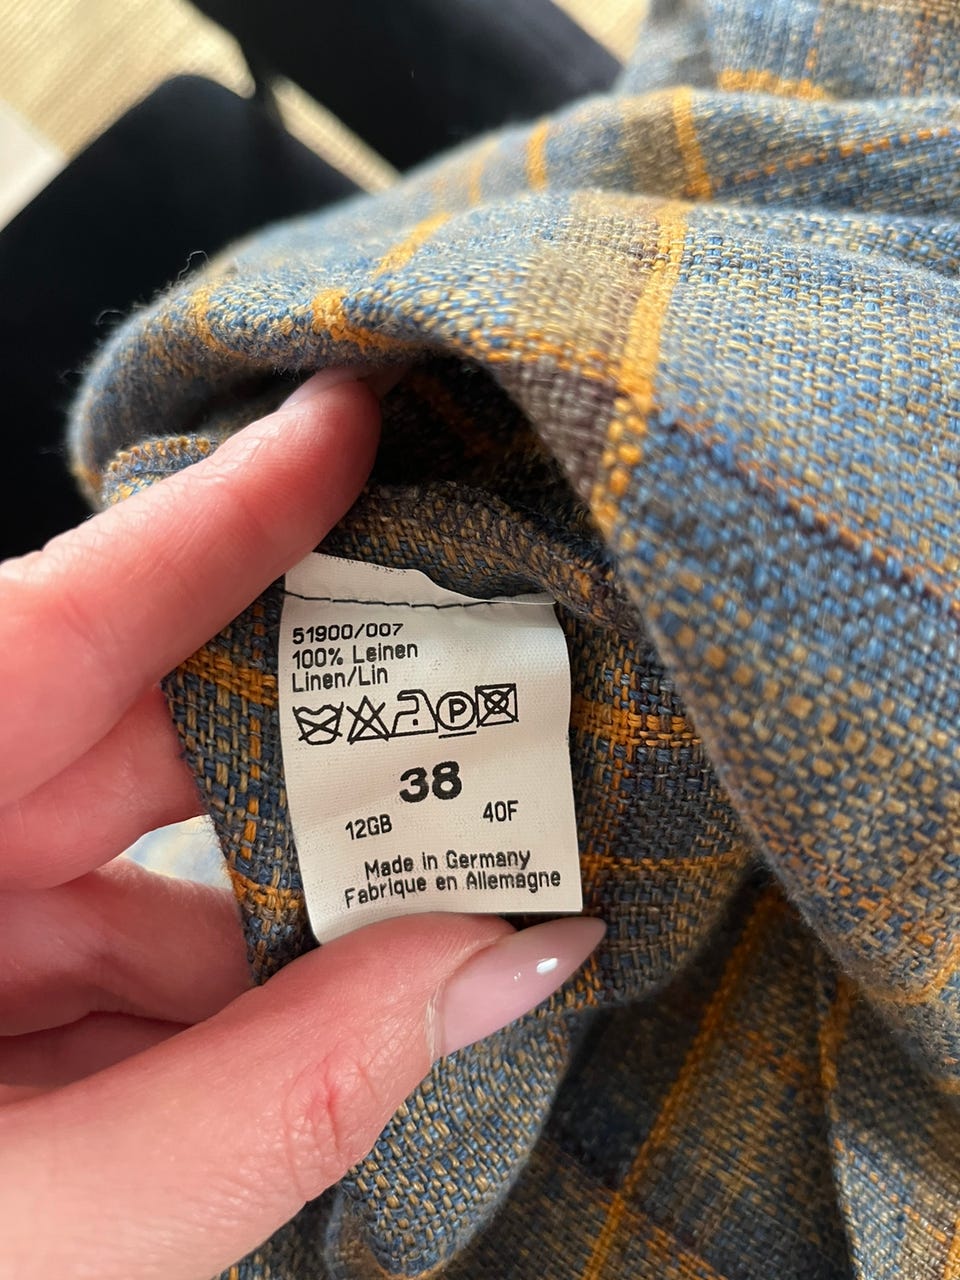 51900/007
100% Leinen
Linen/Lin
P
38
12GB 40F
Made in Germany
Fabrique en Allemagne